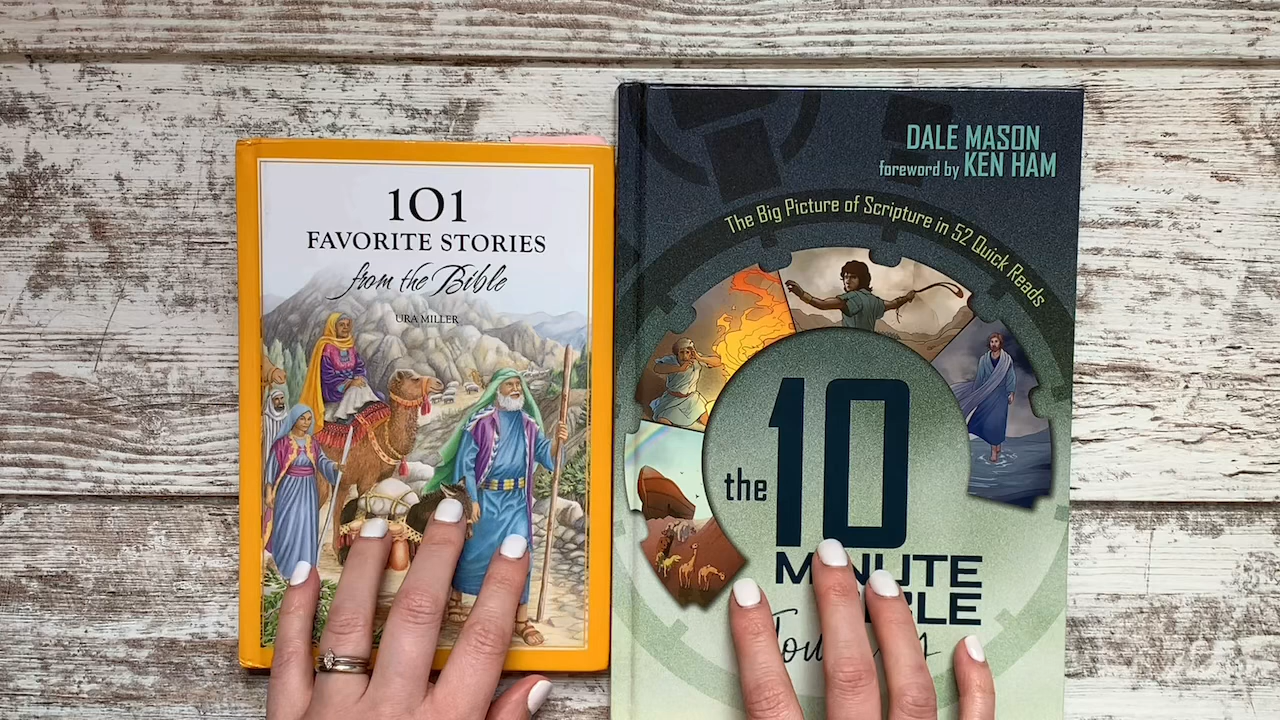 101
FAVORITE STORIES
from the Bible
URA MILLER
DALE MASON
foreword by KEN HAM
The Big Picture of Scripture in 52 Quick Reads
the 10